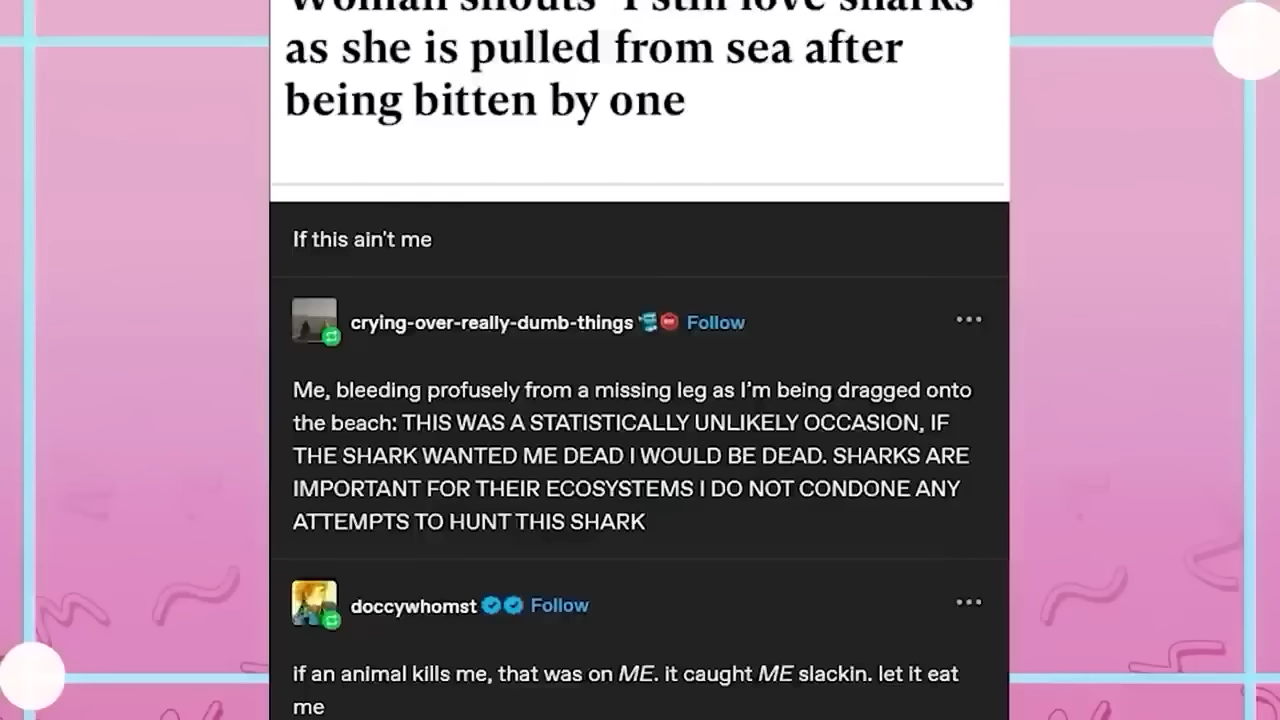 Woman shouts "I still love sharks"
as she is pulled from sea after
being bitten by one
If this ain't me
crying-over-really-dumb-things Follow
Me, bleeding profusely from a missing leg as I'm being dragged onto
the beach: THIS WAS A STATISTICALLY UNLIKELY OCCASION, IF
THE SHARK WANTED ME DEAD I WOULD BE DEAD. SHARKS ARE
IMPORTANT FOR THEIR ECOSYSTEMS I DO NOT CONDONE ANY
ATTEMPTS TO HUNT THIS SHARK
doccywhomst Follow
if an animal kills me, that was on ME. it caught ME slackin. let it eat
me